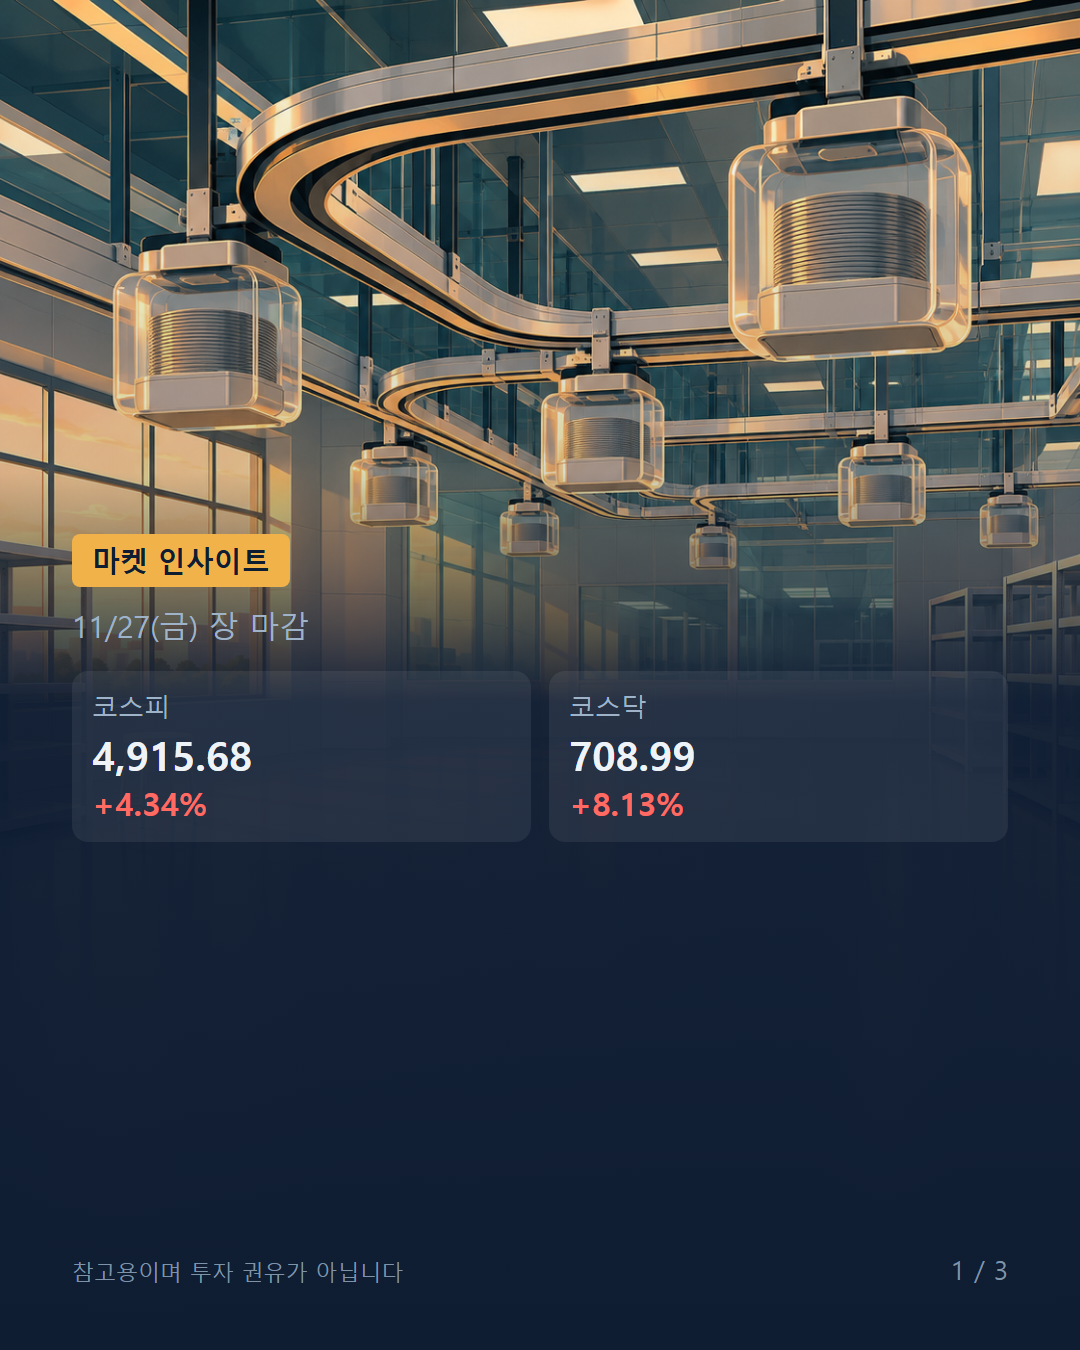 마켓 인사이트
11/27(금) 장 마감
코스피
4,915.68
+4.34%
코스닥
708.99
+8.13%
참고용이며 투자 권유가 아닙니다
1 / 3